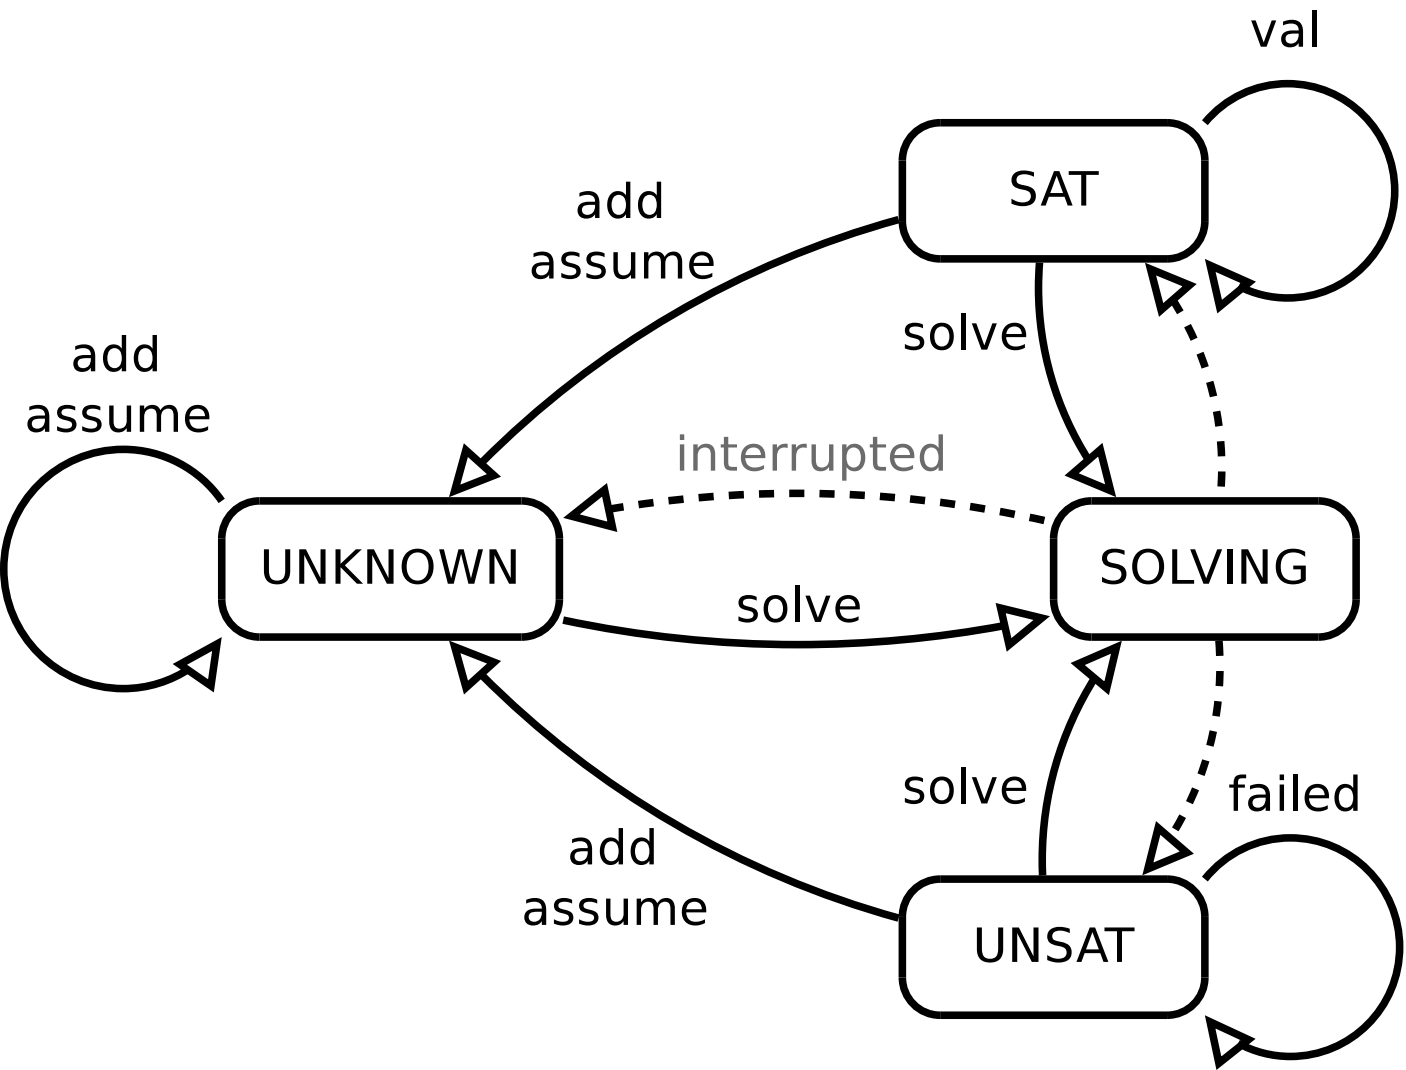 val
SAT
add
assume
solve
add
assume
interrupted
UNKNOWN
SOLVING
solve
solve
failed
add
assume
UNSAT